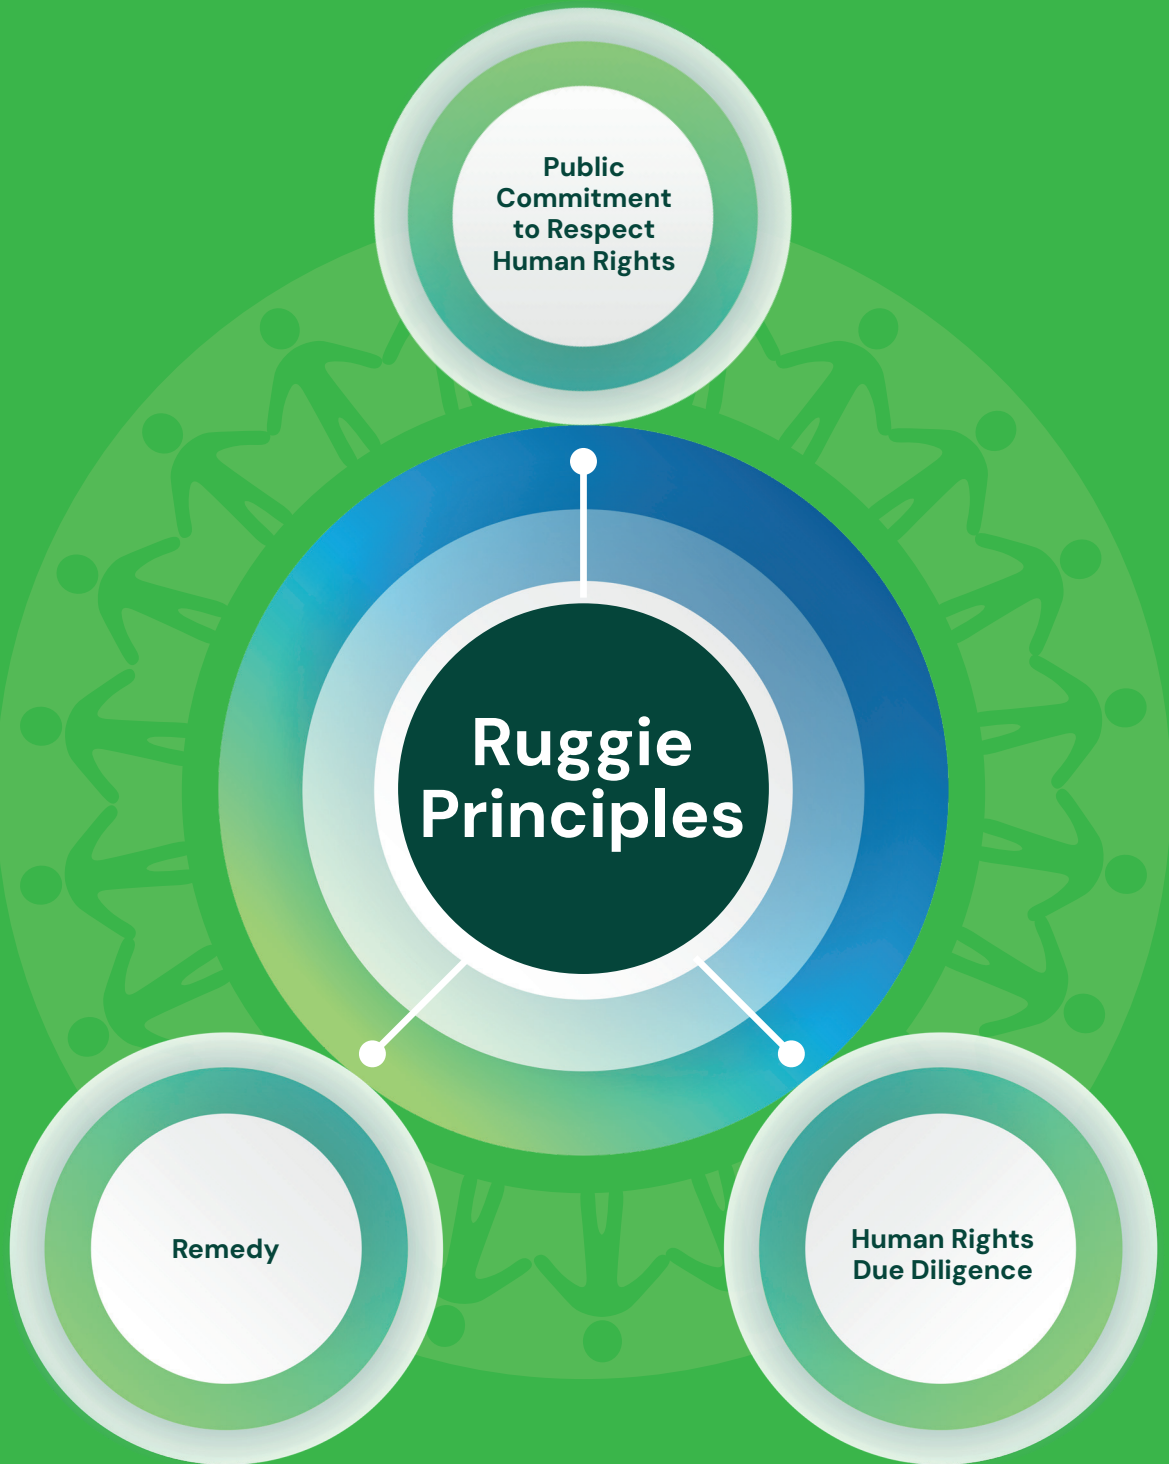 Public
Commitment
to Respect
Human Rights
Ruggie
Principles
Remedy
Human Rights
Due Diligence